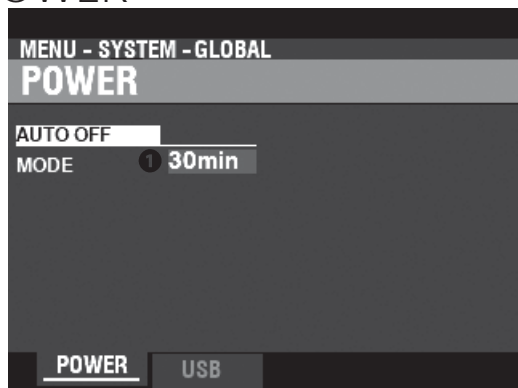 MENU - SYSTEM - GLOBAL
POWER
AUTO OFF
MODE 1 30min
POWER USB